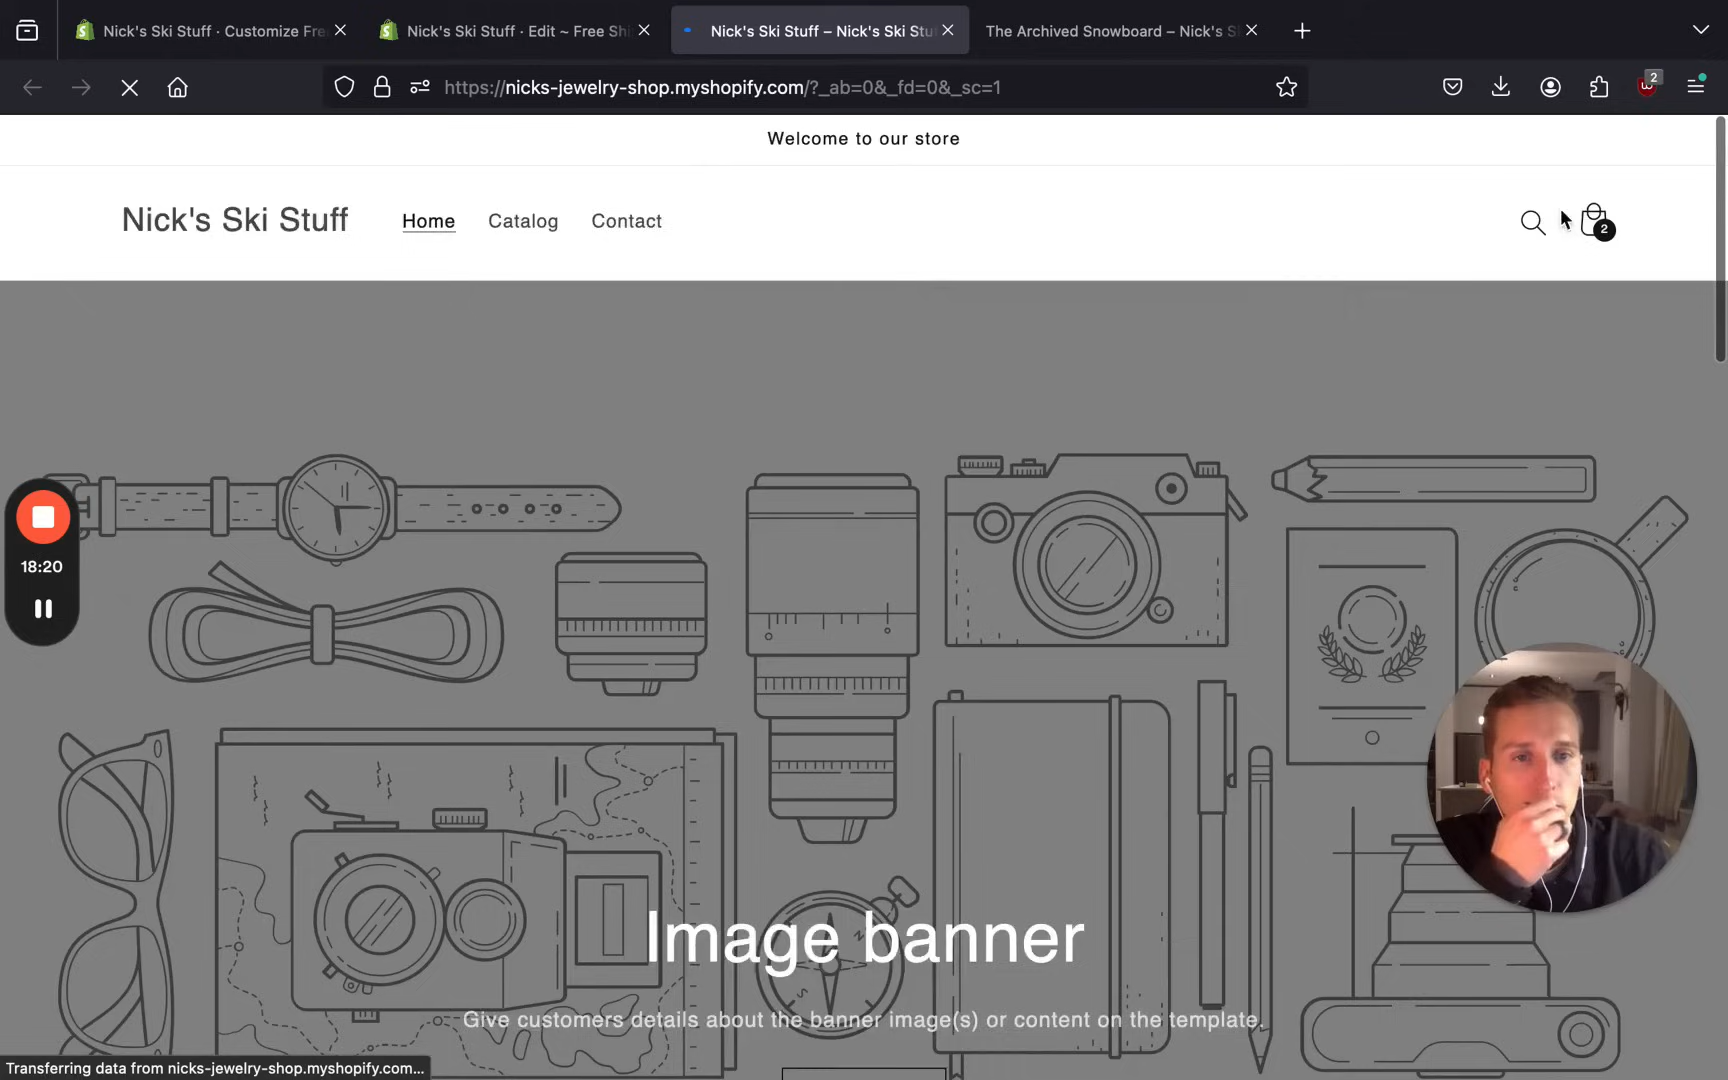 Nick's Ski Stuff · Customize Fre
Nick's Ski Stuff · Edit ~ Free Shi
Nick's Ski Stuff – Nick's Ski Stuf
The Archived Snowboard – Nick's S
https://nicks-jewelry-shop.myshopify.com/?_ab=0&_fd=0&_sc=1
2
Welcome to our store
Nick's Ski Stuff
Home
Catalog
Contact
2
18:20
Image banner
Give customers details about the banner image(s) or content on the template.
Transferring data from nicks-jewelry-shop.myshopify.com...